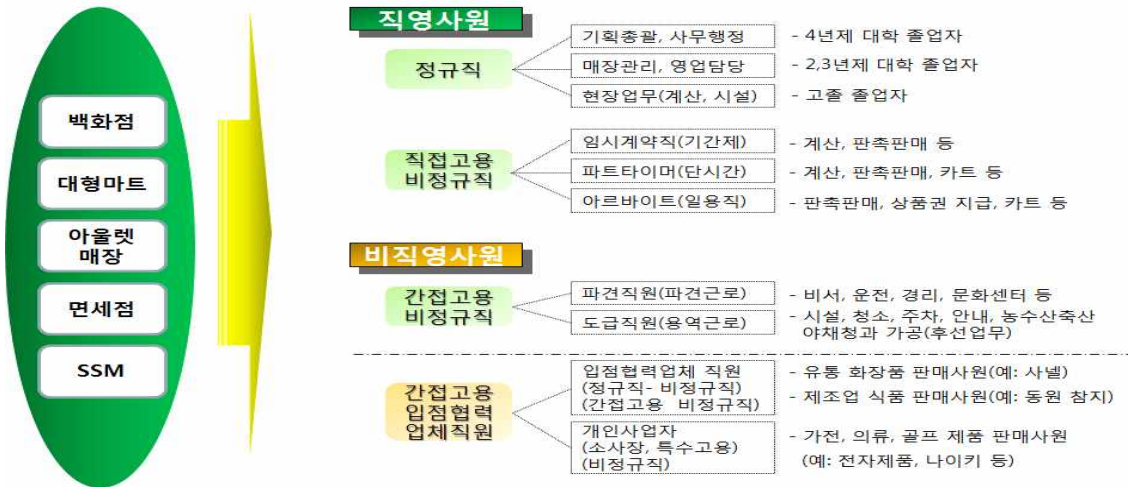 백화점
대형마트
아울렛
매장
면세점
SSM
직영사원
정규직
기획총괄, 사무행정
- 4년제 대학 졸업자
매장관리, 영업담당
- 2,3년제 대학 졸업자
현장업무(계산, 시설)
- 고졸 졸업자
직접고용
비정규직
임시계약직(기간제)
- 계산, 판촉판매 등
파트타이머(단시간)
- 계산, 판촉판매, 카트 등
아르바이트(일용직)
- 판촉판매, 상품권 지급, 카트 등
비직영사원
간접고용
비정규직
파견직원(파견근로)
- 비서, 운전, 경리, 문화센터 등
도급직원(용역근로)
- 시설, 청소, 주차, 안내, 농수산축산
야채청과 가공(후선업무)
간접고용
입점협력
업체직원
입점협력업체 직원
(정규직- 비정규직)
(간접고용 비정규직)
- 유통 화장품 판매사원(예: 샤넬)
- 제조업 식품 판매사원(예: 동원 참지)
개인사업자
(소사장, 특수고용)
(비정규직)
- 가전, 의류, 골프 제품 판매사원
(예: 전자제품, 나이키 등)